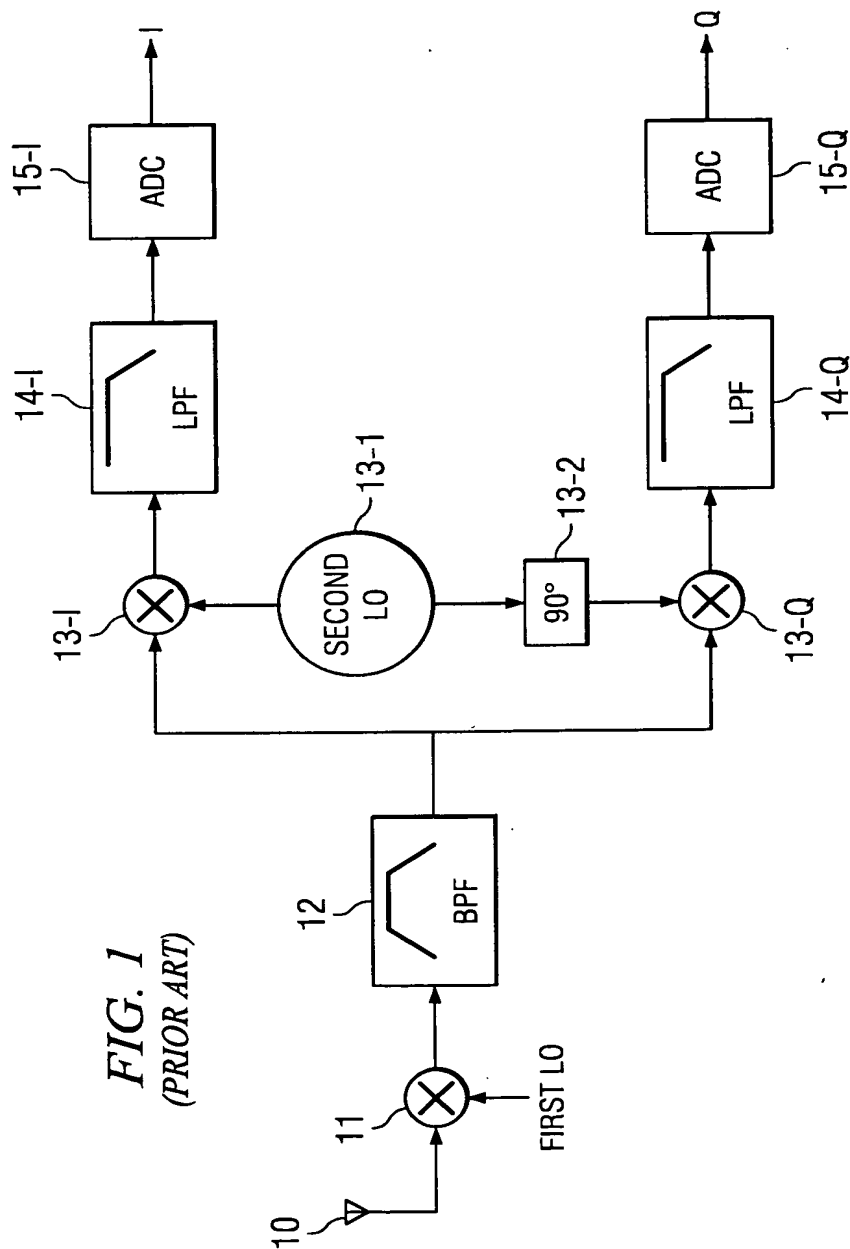 FIG. 1
(PRIOR ART)
10
11
FIRST LO
12
BPF
13-I
SECOND
LO
13-1
90°
13-2
13-Q
14-I
LPF
14-Q
LPF
15-I
ADC
I
15-Q
ADC
Q